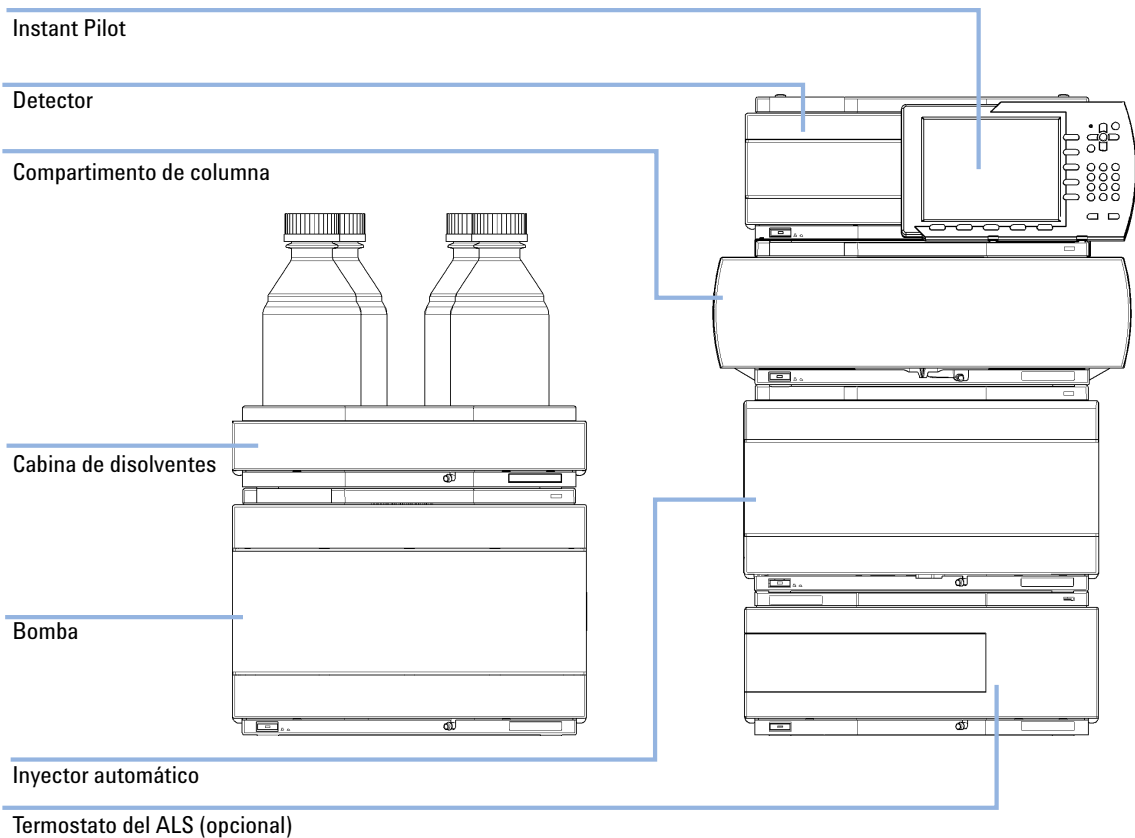 Instant Pilot
Detector
Compartimento de columna
Cabina de disolventes
Bomba
Inyector automático
Termostato del ALS (opcional)